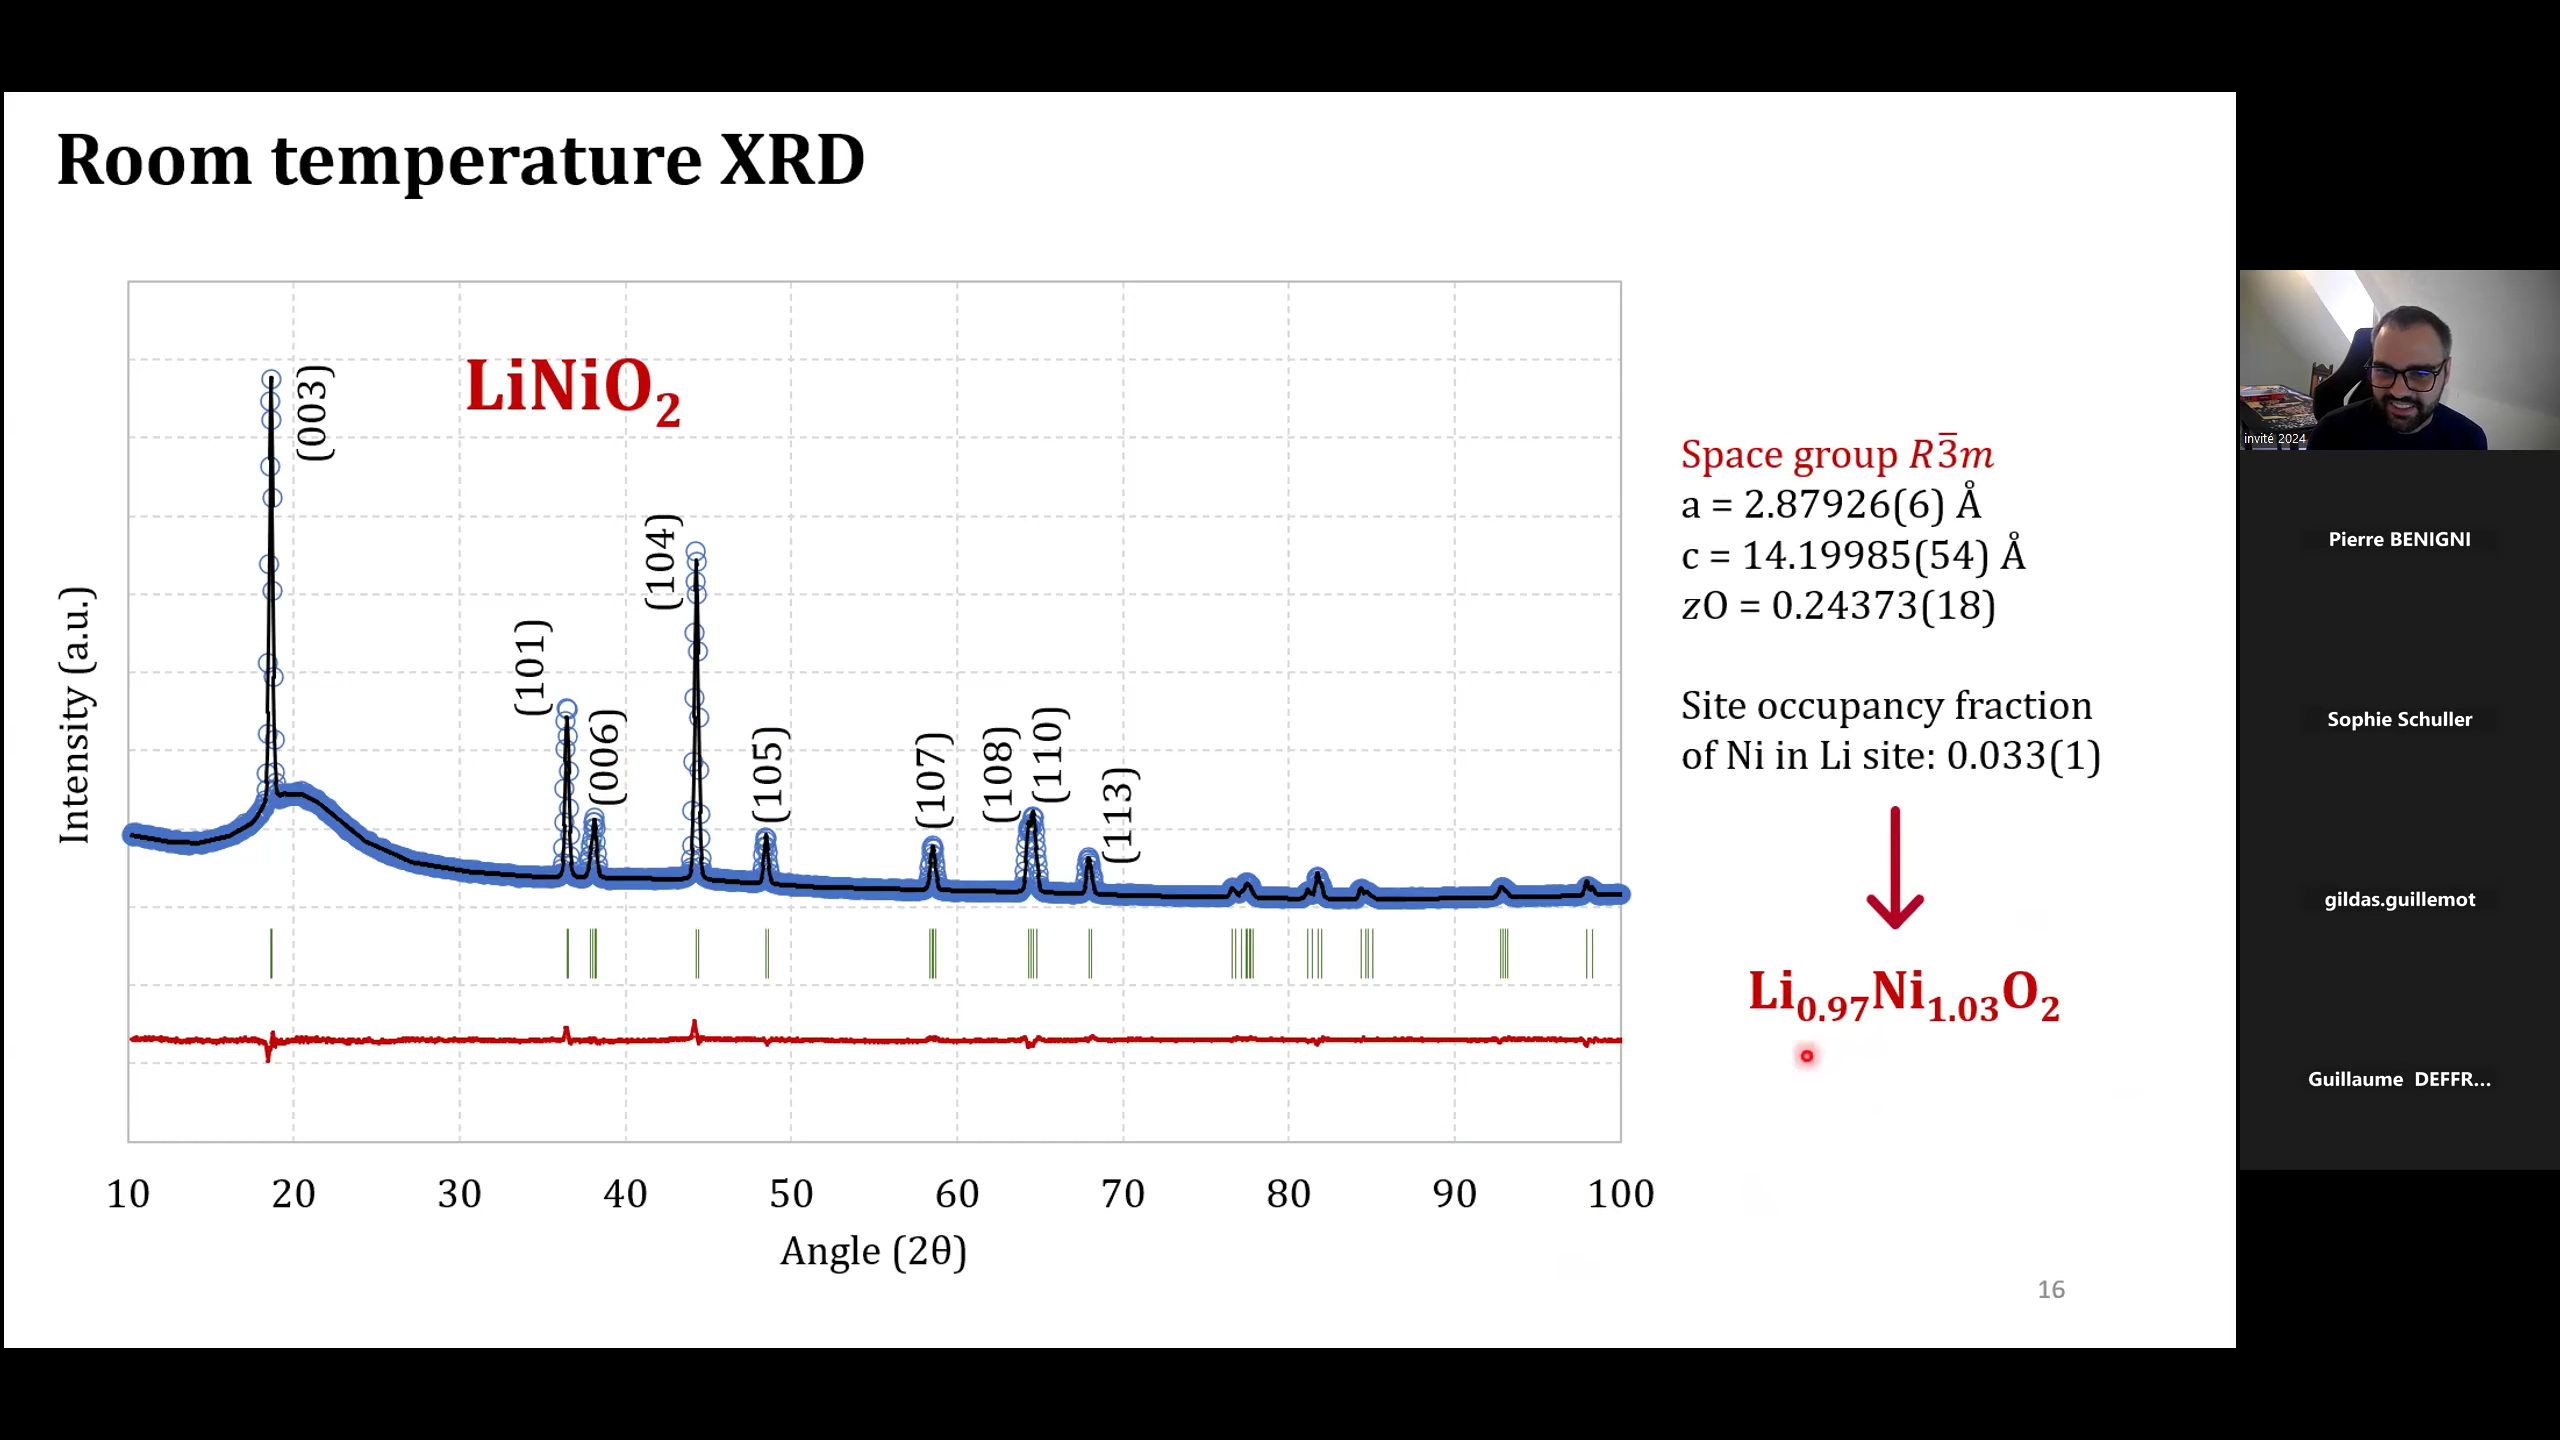 Room temperature XRD
LiNiO₂
(003)
(101)
(006)
(104)
(105)
(107)
(108)
(110)
(113)
Intensity (a.u.)
10 20 30 40 50 60 70 80 90 100
Angle (2θ)
Space group R3̅m
a = 2.87926(6) Å
c = 14.19985(54) Å
zO = 0.24373(18)
Site occupancy fraction
of Ni in Li site: 0.033(1)
Li₀.₉₇Ni₁.₀₃O₂
16
invité 2024
Pierre BENIGNI
Sophie Schuller
gildas.guillemot
Guillaume DEFFR...